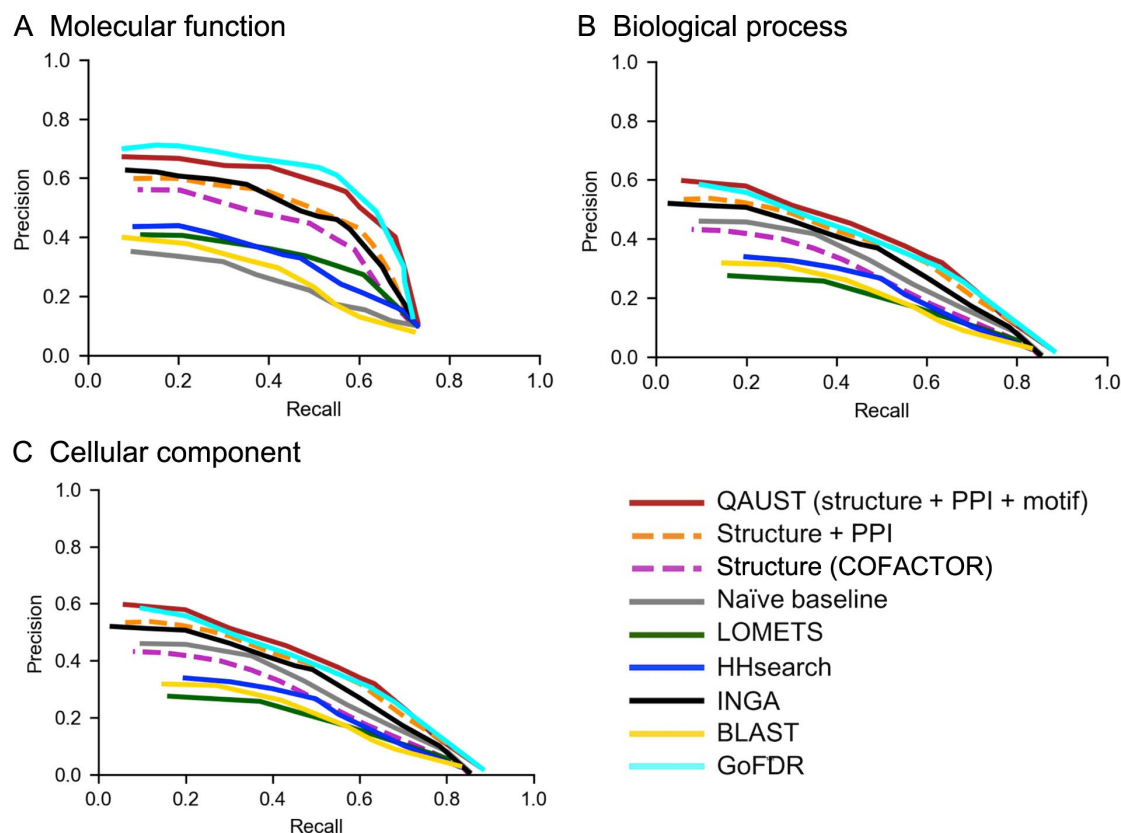 A Molecular function
1.0
0.8
0.6
0.4
0.2
0.0
Precision
0.0 0.2 0.4 0.6 0.8 1.0
Recall
B Biological process
1.0
0.8
0.6
0.4
0.2
0.0
Precision
0.0 0.2 0.4 0.6 0.8 1.0
Recall
C Cellular component
1.0
0.8
0.6
0.4
0.2
0.0
Precision
0.0 0.2 0.4 0.6 0.8 1.0
Recall
QAUST (structure + PPI + motif)
Structure + PPI
Structure (COFACTOR)
Naïve baseline
LOMETS
HHsearch
INGA
BLAST
GoFDR